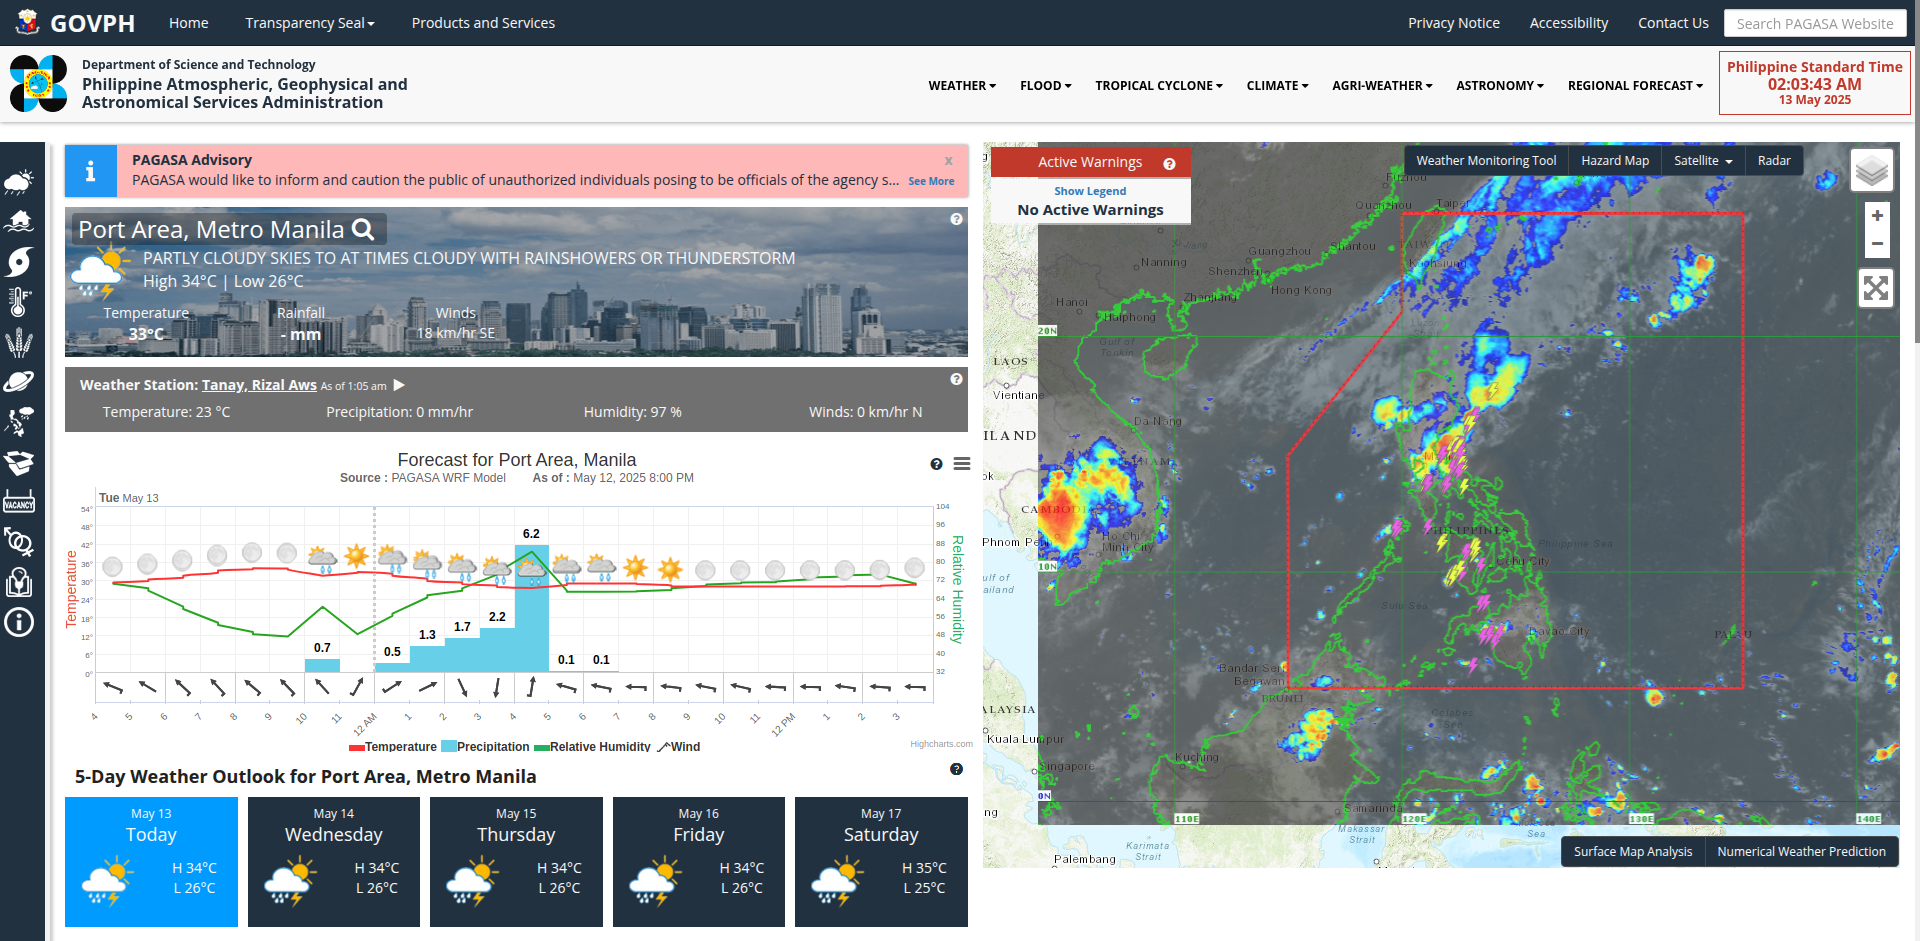 GOVPH
Home
Transparency Seal
Products and Services
Privacy Notice
Accessibility
Contact Us
Search PAGASA Website
Department of Science and Technology
Philippine Atmospheric, Geophysical and
Astronomical Services Administration
WEATHER
FLOOD
TROPICAL CYCLONE
CLIMATE
AGRI-WEATHER
ASTRONOMY
REGIONAL FORECAST
Philippine Standard Time
02:03:43 AM
13 May 2025
PAGASA Advisory
x
PAGASA would like to inform and caution the public of unauthorized individuals posing to be officials of the agency s...
See More
Port Area, Metro Manila
PARTLY CLOUDY SKIES TO AT TIMES CLOUDY WITH RAINSHOWERS OR THUNDERSTORM
High 34°C | Low 26°C
Temperature
Rainfall
Winds
33°C
- mm
18 km/hr SE
Weather Station: Tanay, Rizal Aws As of 1:05 am
Temperature: 23 °C
Precipitation: 0 mm/hr
Humidity: 97 %
Winds: 0 km/hr N
Forecast for Port Area, Manila
Source : PAGASA WRF Model As of : May 12, 2025 8:00 PM
Tue May 13
54°
48°
42°
36°
30°
24°
18°
12°
6°
0°
Temperature
104
96
88
80
72
64
56
48
40
32
Relative Humidity
0.7
0.5
1.3
1.7
2.2
6.2
0.1
0.1
4
5
6
7
8
9
10
11
12 AM
1
2
3
4
5
6
7
8
9
10
11
12 PM
1
2
3
Temperature
Precipitation
Relative Humidity
Wind
Highcharts.com
5-Day Weather Outlook for Port Area, Metro Manila
May 13
Today
H 34°C
L 26°C
May 14
Wednesday
H 34°C
L 26°C
May 15
Thursday
H 34°C
L 26°C
May 16
Friday
H 34°C
L 26°C
May 17
Saturday
H 35°C
L 25°C
VACANCY
Active Warnings
Show Legend
No Active Warnings
Weather Monitoring Tool
Hazard Map
Satellite
Radar
+
−
Fuzhou
Quanzhou
Taipei
Shantou
Guangzhou
Kaohsiung
Nanning
Shenzhen
Hong Kong
Zhanjiang
Hanoi
Haiphong
20N
Gulf of
Tonkin
LAOS
Vientiane
Da Nang
ILAND
CAMBODIA
Phnom Pen
Ho Chi
Minh City
10N
PHILIPPINES
Philippine Sea
Cebu City
Sulu Sea
Davao City
Bandar Seri
Begawan
BRUNEI
ALAYSIA
Kuala Lumpur
Celebes
Sea
Kuching
Singapore
0N
Samarinda
110E
120E
130E
140E
Makassar
Strait
Karimata
Strait
Palembang
Sea
Surface Map Analysis
Numerical Weather Prediction